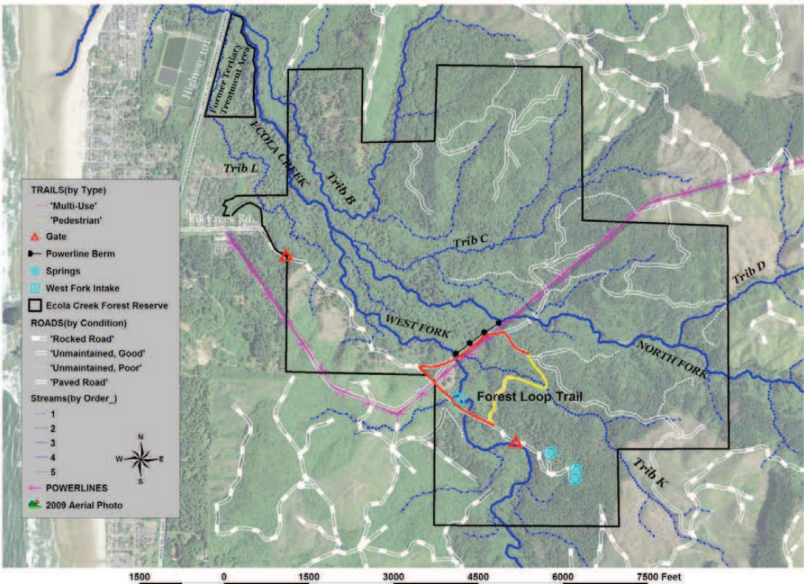 Highway 101
Former Tertiary
Treatment Area
ECOLA CREEK
Trib L
Trib B
Trib C
Trib D
WEST FORK
NORTH FORK
Forest Loop Trail
Trib K
TRAILS(by Type)
'Multi-Use'
'Pedestrian'
Gate
Powerline Berm
Springs
West Fork Intake
Ecola Creek Forest Reserve
ROADS(by Condition)
'Rocked Road'
'Unmaintained, Good'
'Unmaintained, Poor'
'Paved Road'
Streams(by Order_)
1
2
3
4
5
POWERLINES
2009 Aerial Photo
N
W E
S
1500 0 1500 3000 4500 6000 7500 Feet